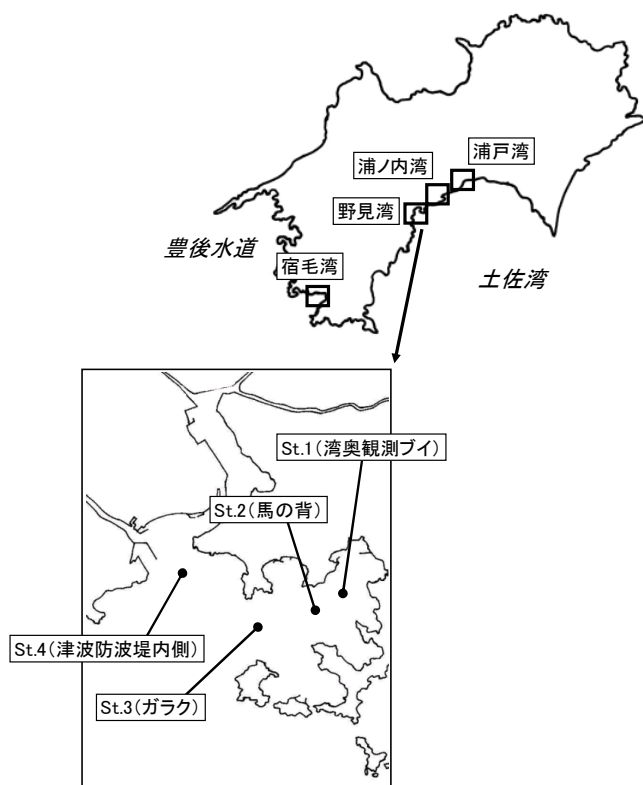 浦戸湾
浦ノ内湾
野見湾
豊後水道
宿毛湾
土佐湾
St.1(湾奥観測ブイ)
St.2(馬の背)
St.4(津波防波堤内側)
St.3(ガラク)